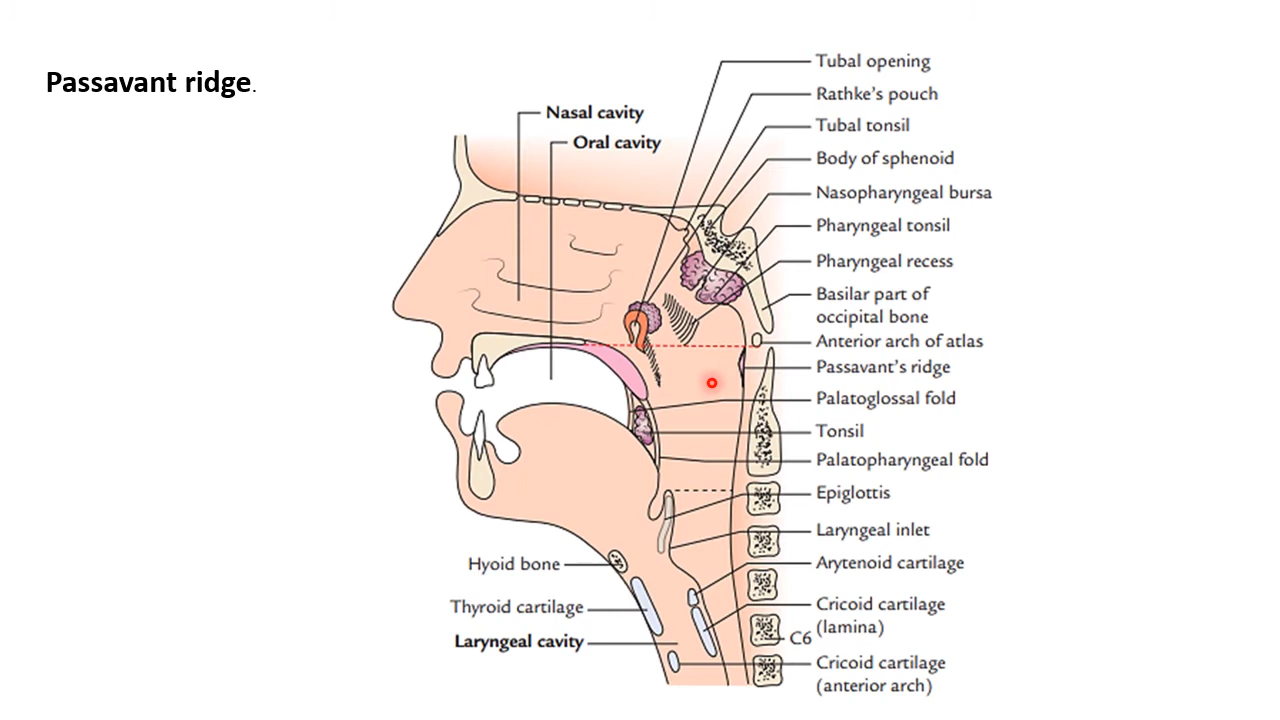 Passavant ridge.
Nasal cavity
Oral cavity
Tubal opening
Rathke's pouch
Tubal tonsil
Body of sphenoid
Nasopharyngeal bursa
Pharyngeal tonsil
Pharyngeal recess
Basilar part of
occipital bone
Anterior arch of atlas
Passavant's ridge
Palatoglossal fold
Tonsil
Palatopharyngeal fold
Epiglottis
Laryngeal inlet
Arytenoid cartilage
Cricoid cartilage
(lamina)
C6
Cricoid cartilage
(anterior arch)
Hyoid bone
Thyroid cartilage
Laryngeal cavity